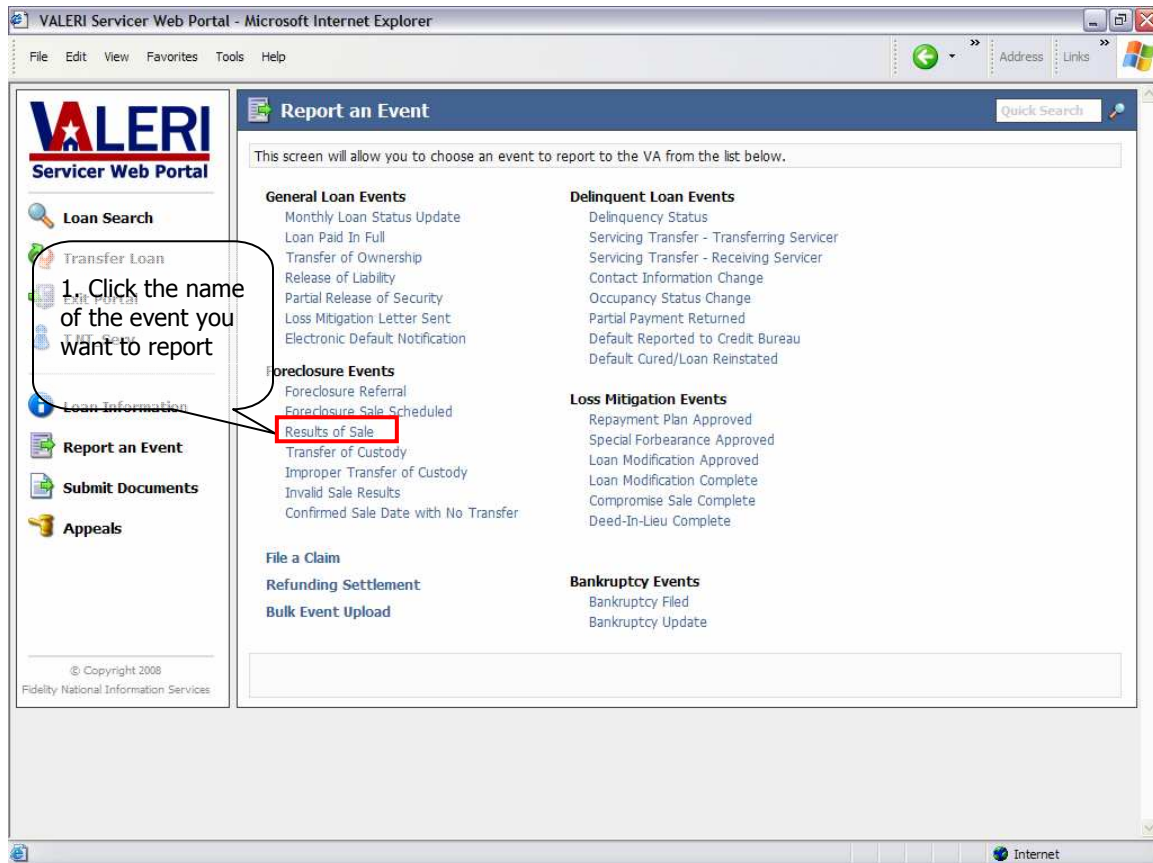 VALERI Servicer Web Portal - Microsoft Internet Explorer
File Edit View Favorites Tools Help
Address Links
VALERI
Servicer Web Portal
Loan Search
Transfer Loan
Exit Portal
Loan Information
Report an Event
Submit Documents
Appeals
© Copyright 2008
Fidelity National Information Services
1. Click the name
of the event you
want to report
Report an Event
Quick Search
This screen will allow you to choose an event to report to the VA from the list below.
General Loan Events
Monthly Loan Status Update
Loan Paid In Full
Transfer of Ownership
Release of Liability
Partial Release of Security
Loss Mitigation Letter Sent
Electronic Default Notification
Foreclosure Events
Foreclosure Referral
Foreclosure Sale Scheduled
Results of Sale
Transfer of Custody
Improper Transfer of Custody
Invalid Sale Results
Confirmed Sale Date with No Transfer
File a Claim
Refunding Settlement
Bulk Event Upload
Delinquent Loan Events
Delinquency Status
Servicing Transfer - Transferring Servicer
Servicing Transfer - Receiving Servicer
Contact Information Change
Occupancy Status Change
Partial Payment Returned
Default Reported to Credit Bureau
Default Cured/Loan Reinstated
Loss Mitigation Events
Repayment Plan Approved
Special Forbearance Approved
Loan Modification Approved
Loan Modification Complete
Compromise Sale Complete
Deed-In-Lieu Complete
Bankruptcy Events
Bankruptcy Filed
Bankruptcy Update
Internet